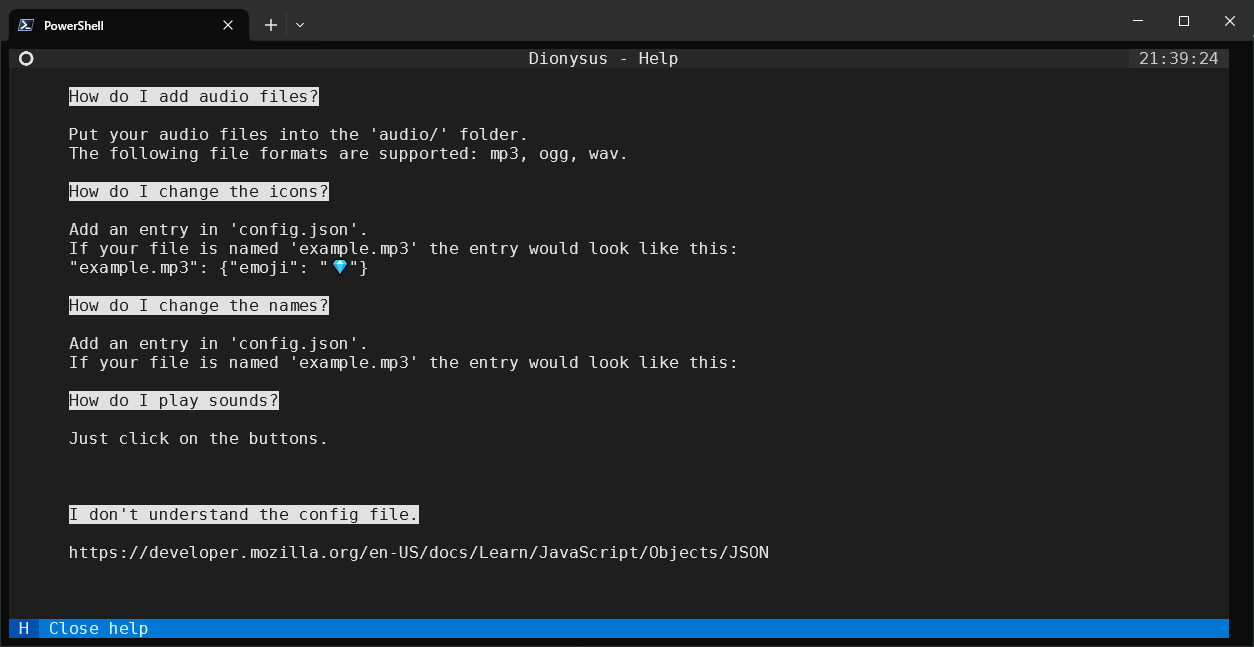 PowerShell
Dionysus - Help 21:39:24
How do I add audio files?
Put your audio files into the 'audio/' folder.
The following file formats are supported: mp3, ogg, wav.
How do I change the icons?
Add an entry in 'config.json'.
If your file is named 'example.mp3' the entry would look like this:
"example.mp3": {"emoji": "💎"}
How do I change the names?
Add an entry in 'config.json'.
If your file is named 'example.mp3' the entry would look like this:
How do I play sounds?
Just click on the buttons.
I don't understand the config file.
https://developer.mozilla.org/en-US/docs/Learn/JavaScript/Objects/JSON
H Close help